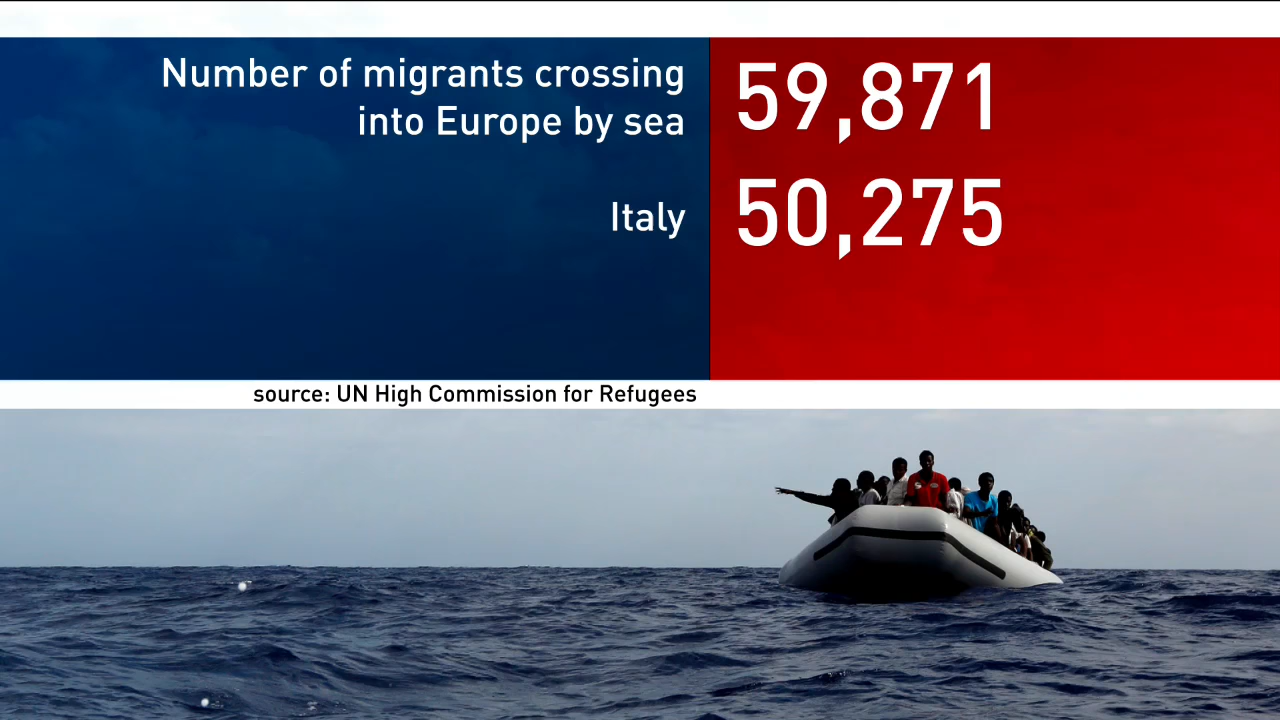 Number of migrants crossing
into Europe by sea
59,871
Italy
50,275
source: UN High Commission for Refugees